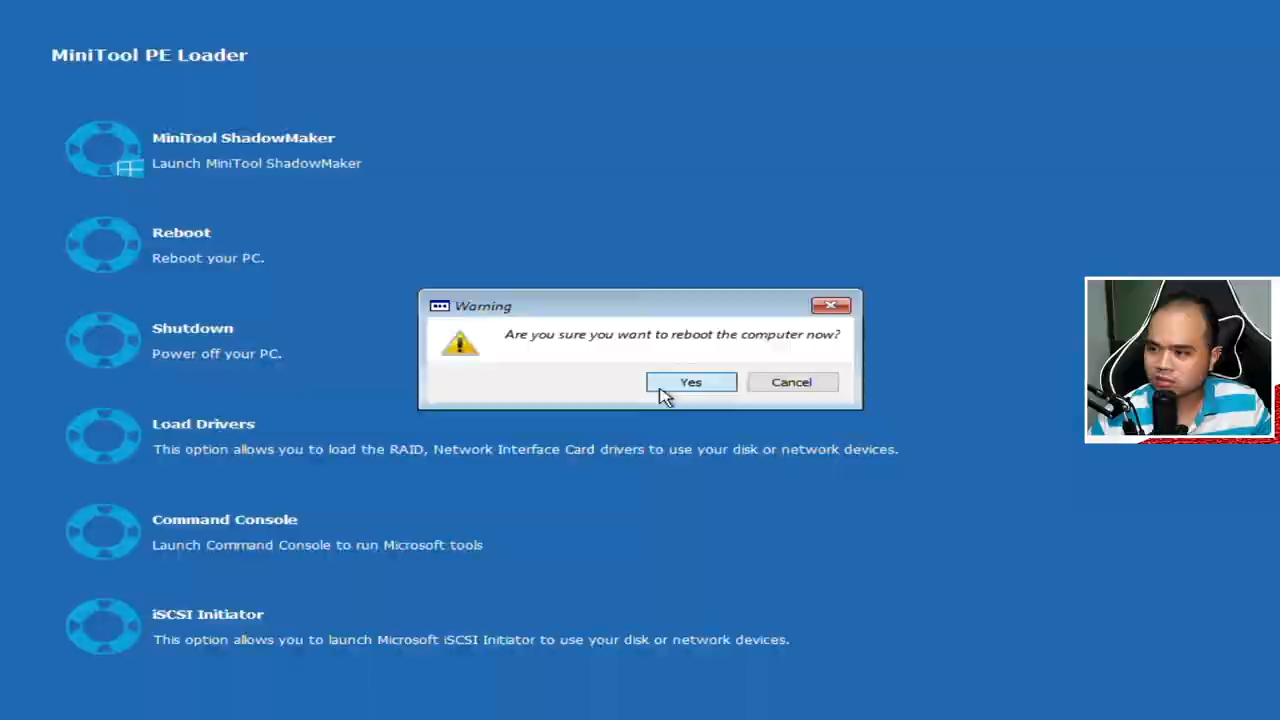 MiniTool PE Loader
MiniTool ShadowMaker
Launch MiniTool ShadowMaker
Reboot
Reboot your PC.
Warning
Are you sure you want to reboot the computer now?
Yes
Cancel
Shutdown
Power off your PC.
Load Drivers
This option allows you to load the RAID, Network Interface Card drivers to use your disk or network devices.
Command Console
Launch Command Console to run Microsoft tools
iSCSI Initiator
This option allows you to launch Microsoft iSCSI Initiator to use your disk or network devices.